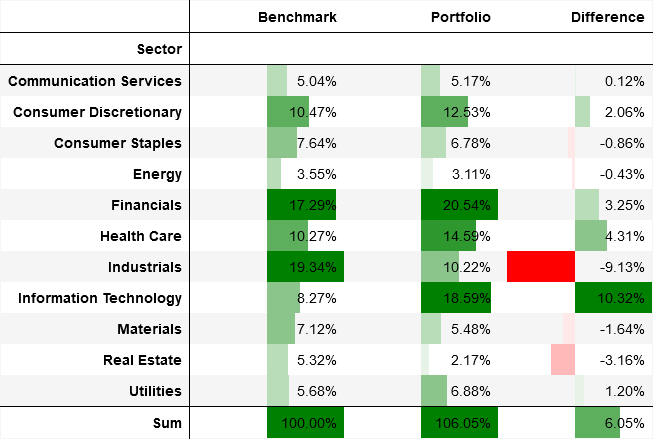 Benchmark Portfolio Difference
Sector
Communication Services 5.04% 5.17% 0.12%
Consumer Discretionary 10.47% 12.53% 2.06%
Consumer Staples 7.64% 6.78% -0.86%
Energy 3.55% 3.11% -0.43%
Financials 17.29% 20.54% 3.25%
Health Care 10.27% 14.59% 4.31%
Industrials 19.34% 10.22% -9.13%
Information Technology 8.27% 18.59% 10.32%
Materials 7.12% 5.48% -1.64%
Real Estate 5.32% 2.17% -3.16%
Utilities 5.68% 6.88% 1.20%
Sum 100.00% 106.05% 6.05%